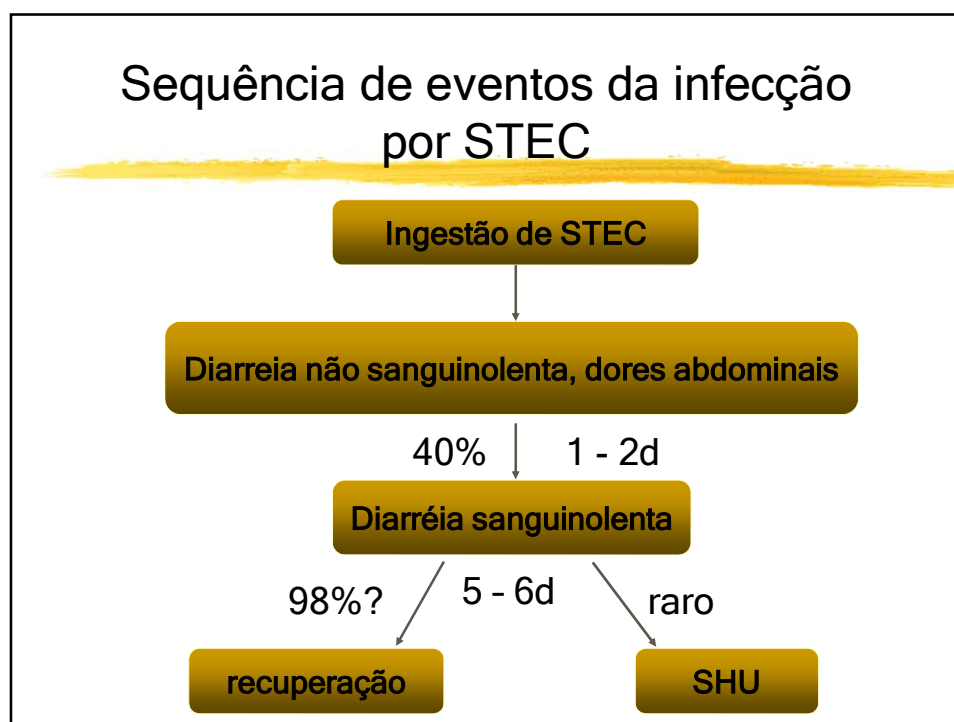 Sequência de eventos da infecção
por STEC
Ingestão de STEC
Diarreia não sanguinolenta, dores abdominais
40% 1 - 2d
Diarréia sanguinolenta
98%? 5 – 6d raro
recuperação SHU